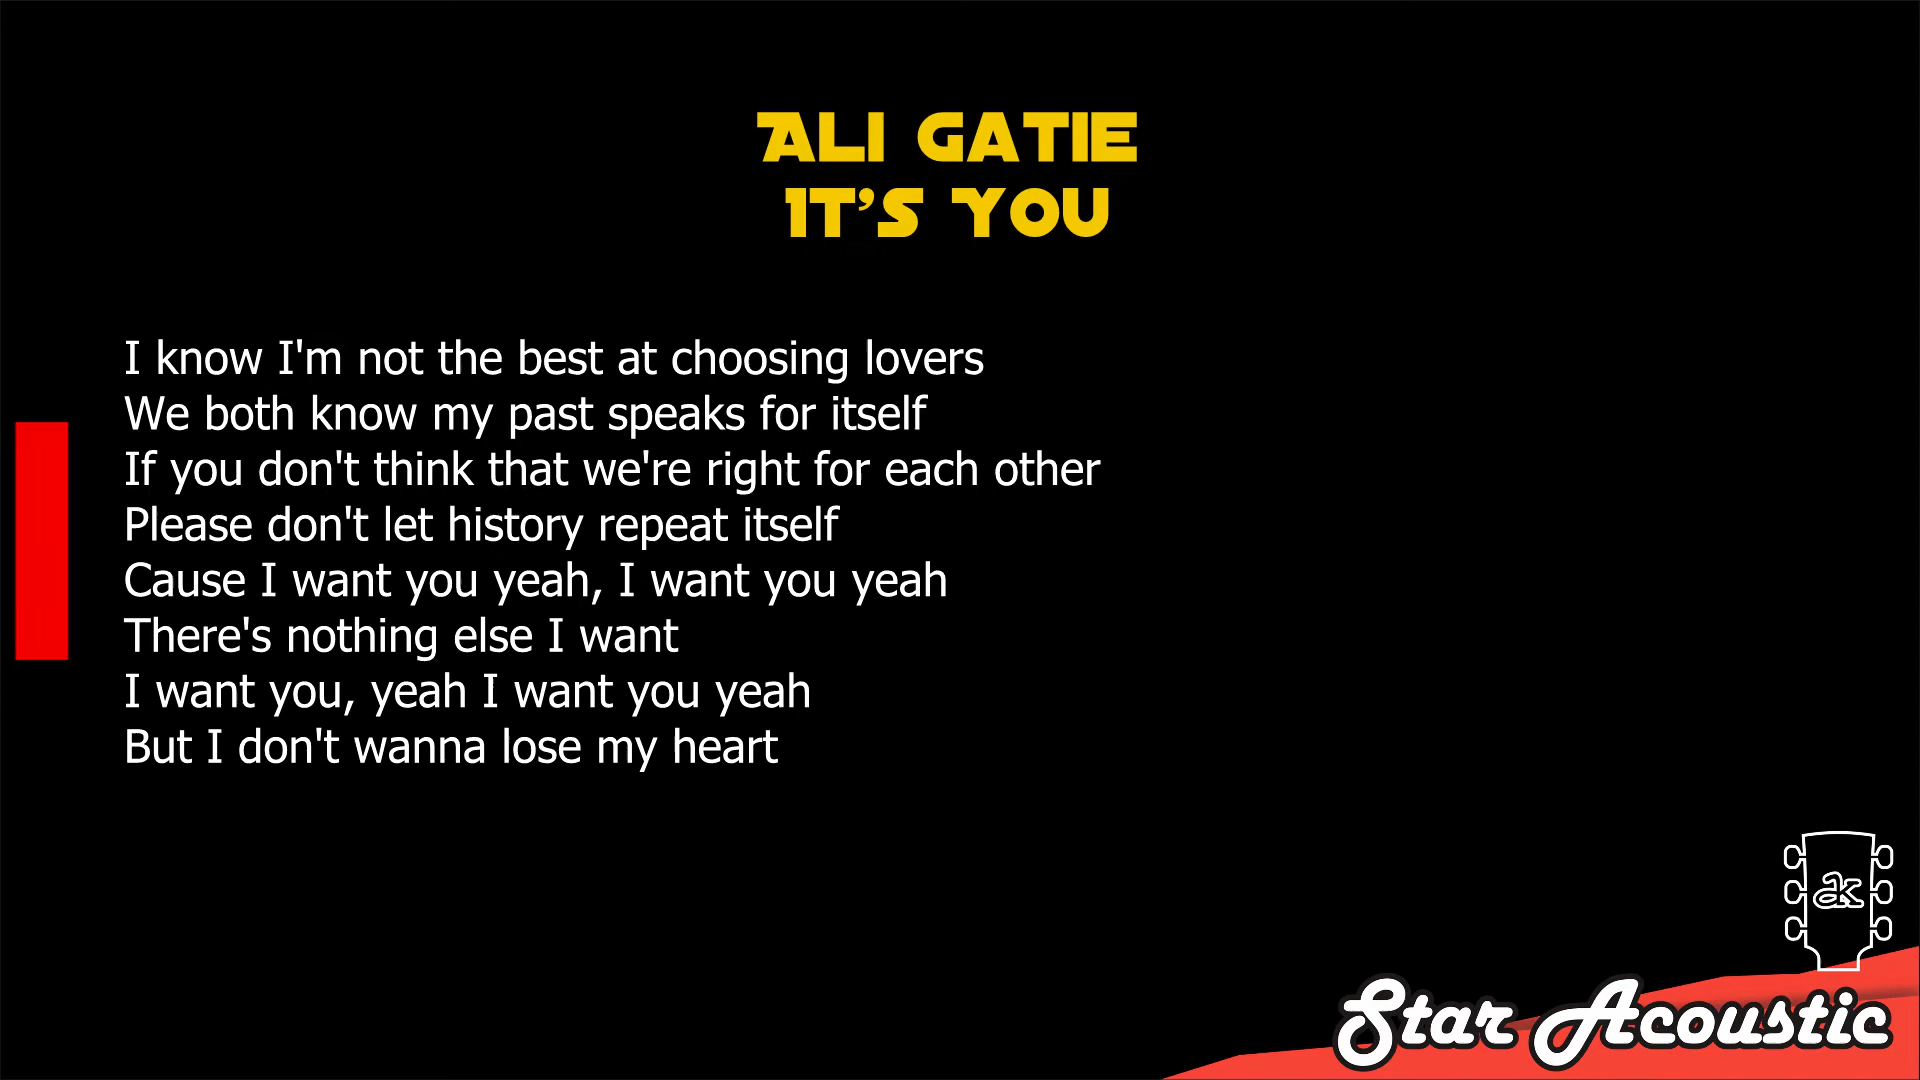 ALI GATIE
IT'S YOU
I know I'm not the best at choosing lovers
We both know my past speaks for itself
If you don't think that we're right for each other
Please don't let history repeat itself
Cause I want you yeah, I want you yeah
There's nothing else I want
I want you, yeah I want you yeah
But I don't wanna lose my heart
ak
Star Acoustic